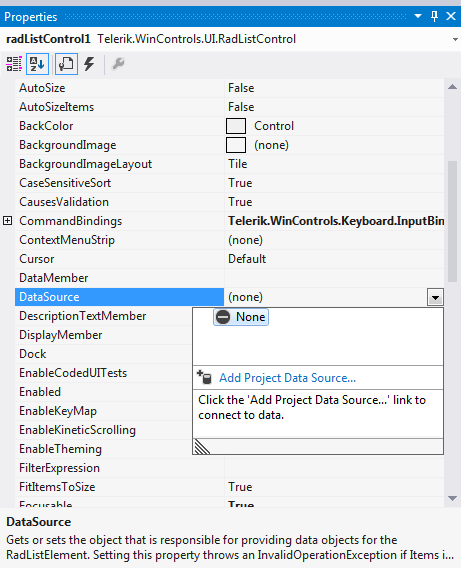 Properties
radListControl1 Telerik.WinControls.UI.RadListControl
AutoSize False
AutoSizeItems False
BackColor Control
BackgroundImage (none)
BackgroundImageLayout Tile
CaseSensitiveSort True
CausesValidation True
CommandBindings Telerik.WinControls.Keyboard.InputBin
ContextMenuStrip (none)
Cursor Default
DataMember
DataSource (none)
DescriptionTextMember
None
DisplayMember
Dock
EnableCodedUITests
Add Project Data Source...
Enabled
Click the 'Add Project Data Source...' link to
EnableKeyMap
connect to data.
EnableKineticScrolling
EnableTheming
FilterExpression
FitItemsToSize True
Focusable True
DataSource
Gets or sets the object that is responsible for providing data objects for the
RadListElement. Setting this property throws an InvalidOperationException if Items i...